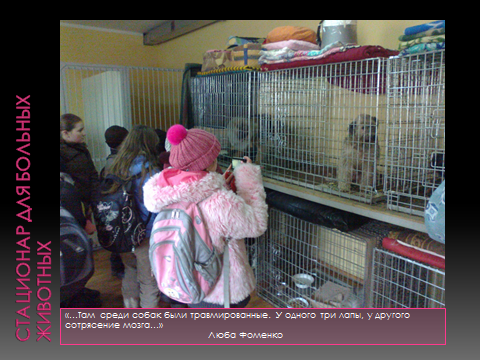 СТАЦИОНАР ДЛЯ БОЛЬНЫХ
ЖИВОТНЫХ
«...Там среди собак были травмированные. У одного три лапы, у другого
сотрясение мозга...»
Люба Фоменко